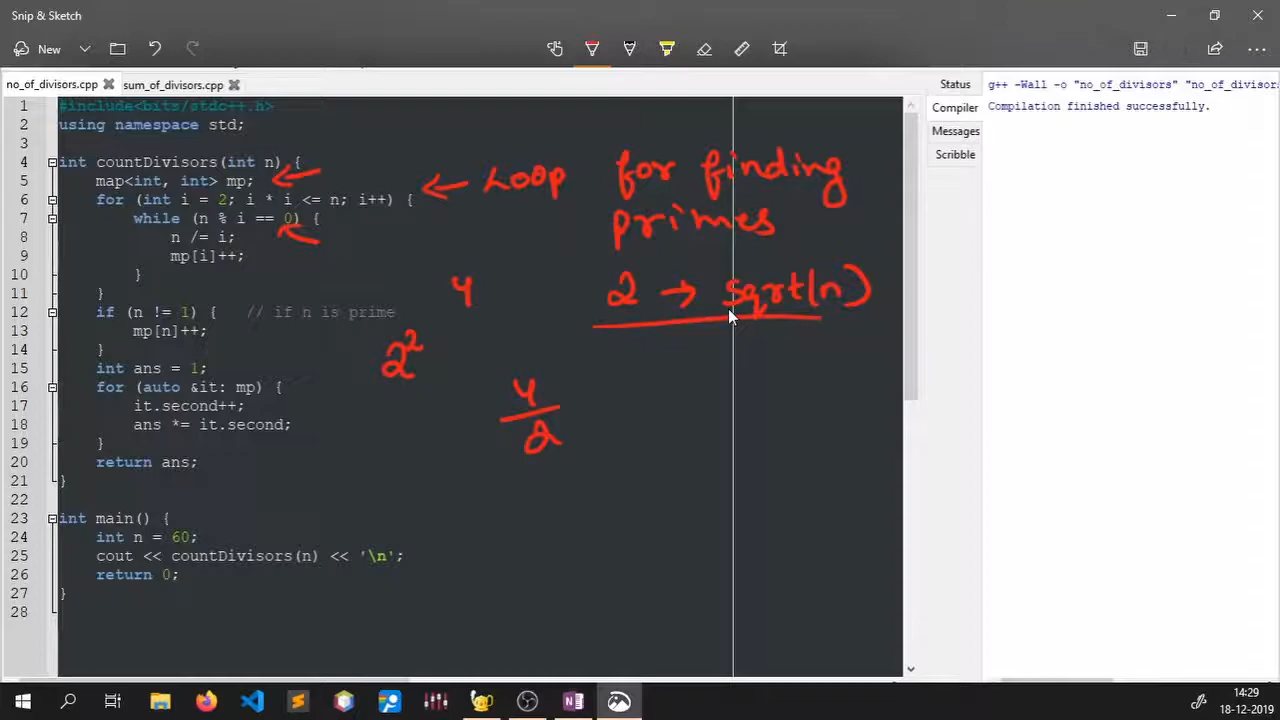 Snip & Sketch
New
no_of_divisors.cpp
sum_of_divisors.cpp
1 #include<bits/stdc++.h>
2 using namespace std;
3
4 int countDivisors(int n) {
5 map<int, int> mp;
6 for (int i = 2; i * i <= n; i++) {
7 while (n % i == 0) {
8 n /= i;
9 mp[i]++;
10 }
11 }
12 if (n != 1) { // if n is prime
13 mp[n]++;
14 }
15 int ans = 1;
16 for (auto &it: mp) {
17 it.second++;
18 ans *= it.second;
19 }
20 return ans;
21 }
22
23 int main() {
24 int n = 60;
25 cout << countDivisors(n) << '\n';
26 return 0;
27 }
28
← Loop for finding
primes
2 → sqrt(n)
4
2²
4
2
Status
Compiler
Messages
Scribble
g++ -Wall -o "no_of_divisors" "no_of_divisor
Compilation finished successfully.
14:29
18-12-2019